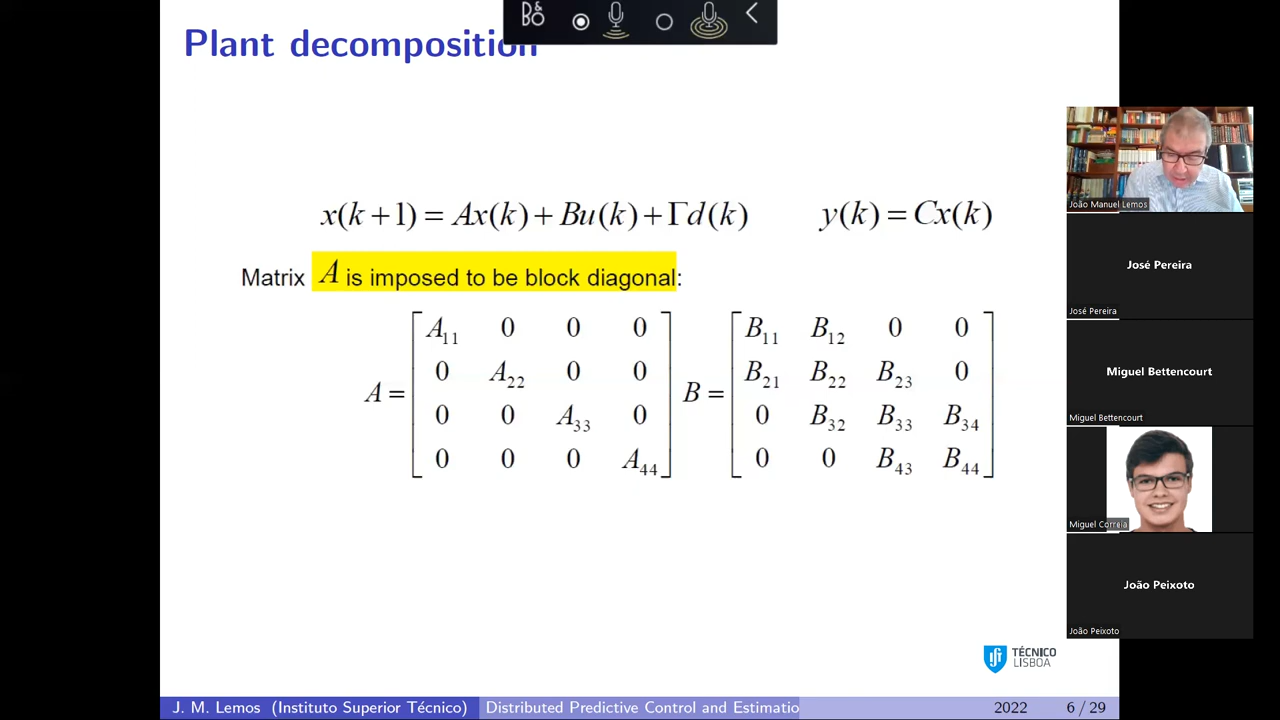 Plant decomposition
B&O
x(k+1) = Ax(k) + Bu(k) + Γd(k) y(k) = Cx(k)
Matrix A is imposed to be block diagonal:
A = [A11 0 0 0
0 A22 0 0
0 0 A33 0
0 0 0 A44]
B = [B11 B12 0 0
B21 B22 B23 0
0 B32 B33 B34
0 0 B43 B44]
TÉCNICO
LISBOA
J. M. Lemos (Instituto Superior Técnico) Distributed Predictive Control and Estimatio 2022 6 / 29
João Manuel Lemos
José Pereira
José Pereira
Miguel Bettencourt
Miguel Bettencourt
Miguel Correia
João Peixoto
João Peixoto